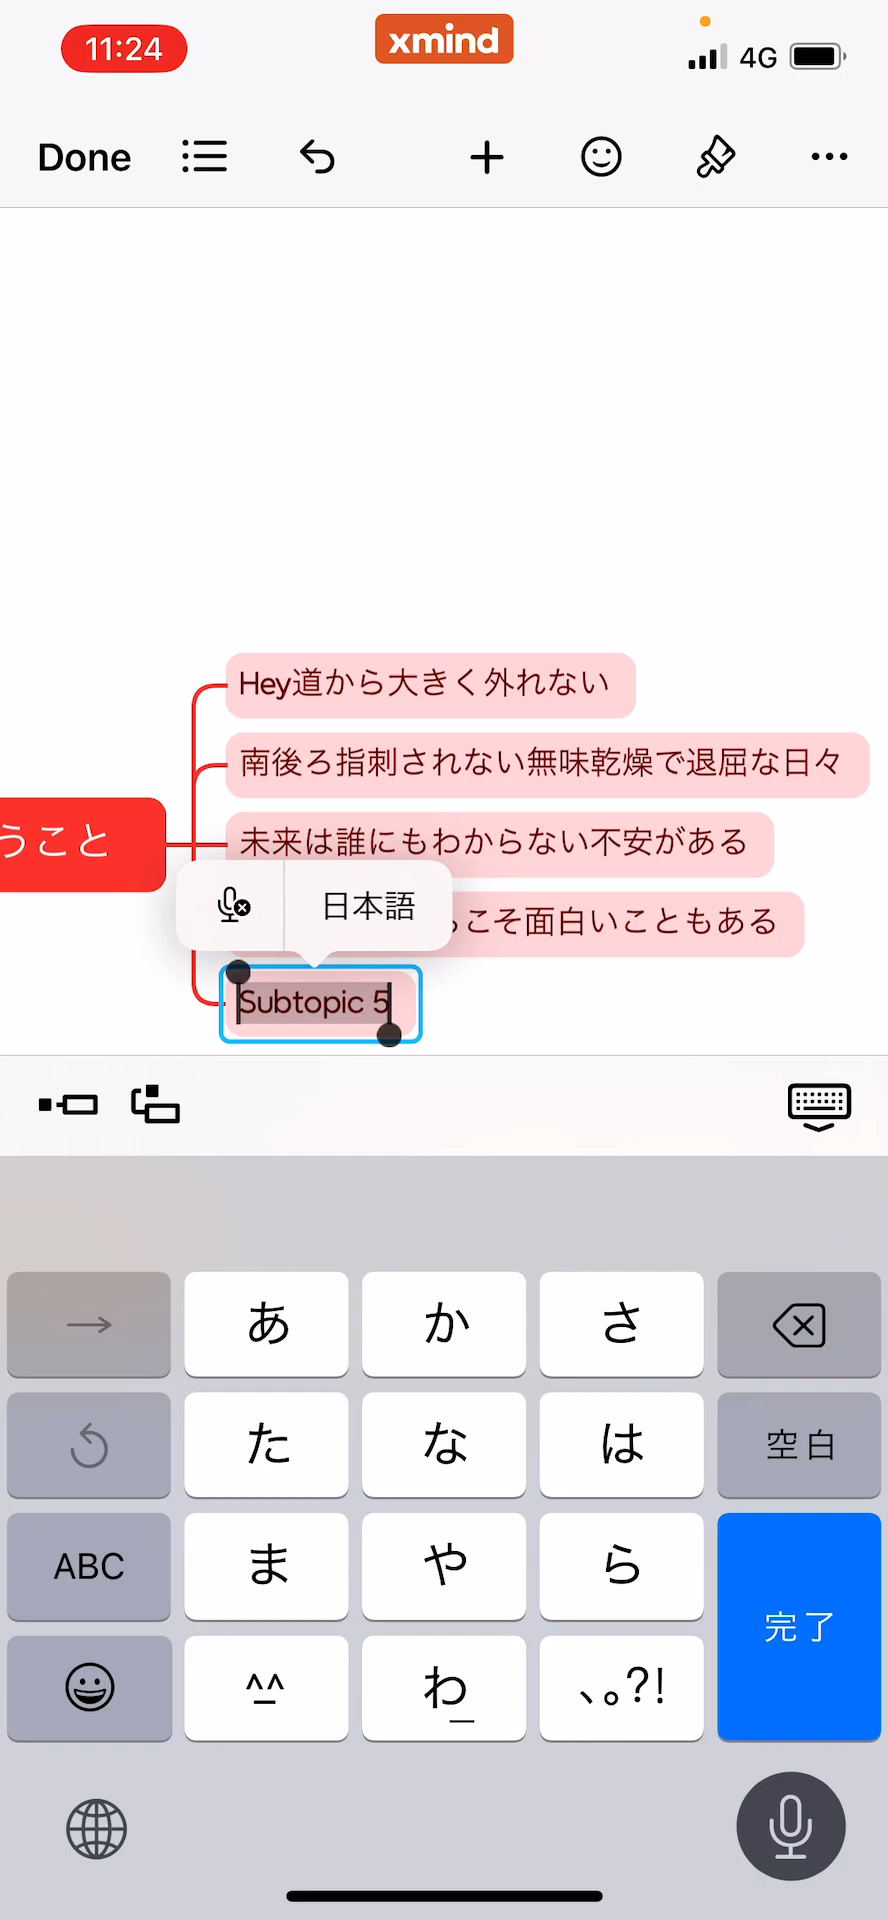 11:24
xmind
4G
Done
Hey道から大きく外れない
南後ろ指刺されない無味乾燥で退屈な日々
うこと
未来は誰にもわからない不安がある
日本語
こそ面白いこともある
Subtopic 5
あ
か
さ
た
な
は
空白
ABC
ま
や
ら
完了
^_^
わ_
、。?!